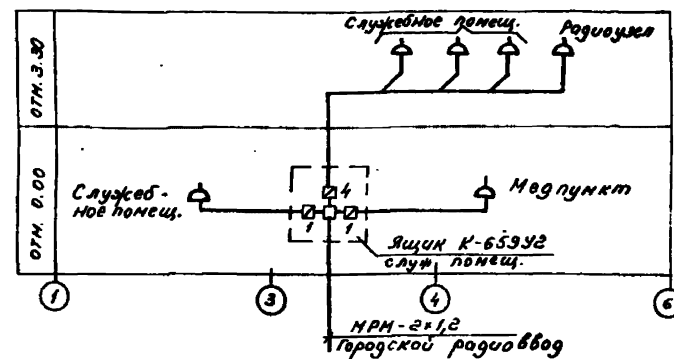 Служебное помещ.
Радиоузел
ОТМ. 3.30
ОТМ. 0.00
Служеб-
ное помещ.
4
Медпункт
1
1
Ящик К-659У2
служ помещ.
1
3
4
6
МРМ-2×1,2
Городской радиоввод